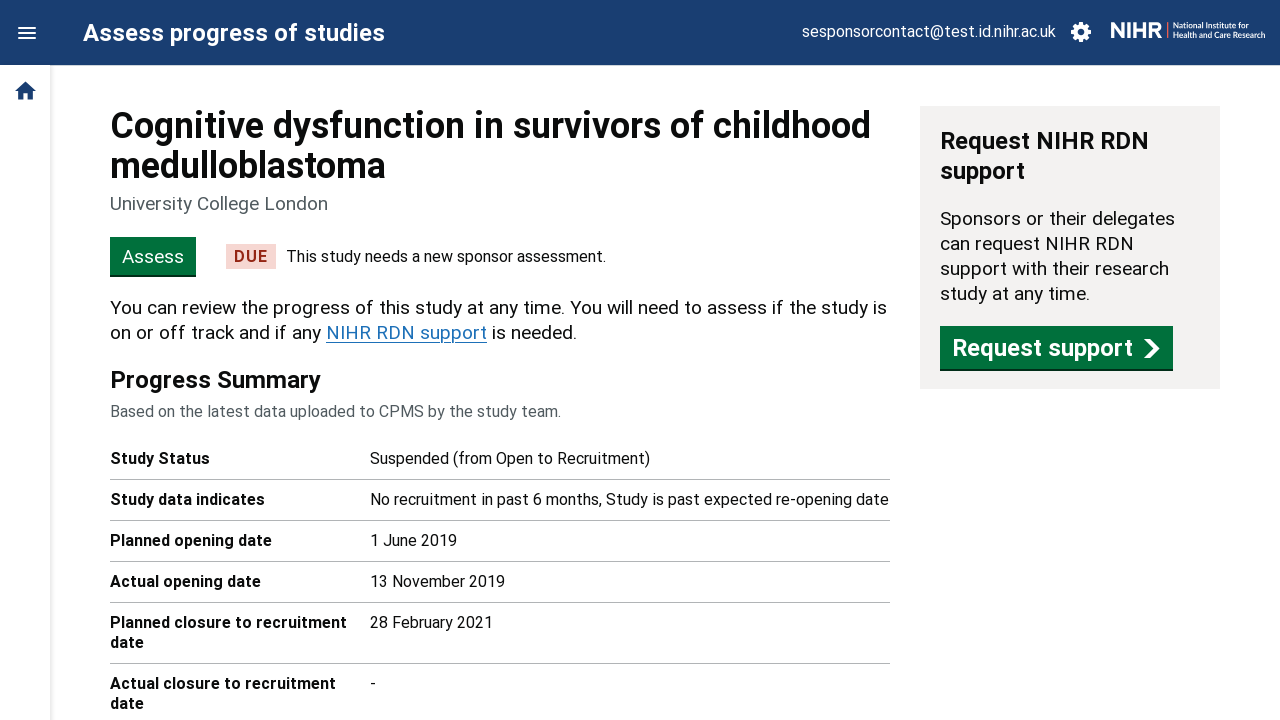 Assess progress of studies
sesponsorcontact@test.id.nihr.ac.uk
NIHR
National Institute for
Health and Care Research
Cognitive dysfunction in survivors of childhood
medulloblastoma
University College London
Assess
DUE
This study needs a new sponsor assessment.
You can review the progress of this study at any time. You will need to assess if the study is
on or off track and if any NIHR RDN support is needed.
Progress Summary
Based on the latest data uploaded to CPMS by the study team.
Study Status
Suspended (from Open to Recruitment)
Study data indicates
No recruitment in past 6 months, Study is past expected re-opening date
Planned opening date
1 June 2019
Actual opening date
13 November 2019
Planned closure to recruitment
date
28 February 2021
Actual closure to recruitment
date
-
Request NIHR RDN
support
Sponsors or their delegates
can request NIHR RDN
support with their research
study at any time.
Request support